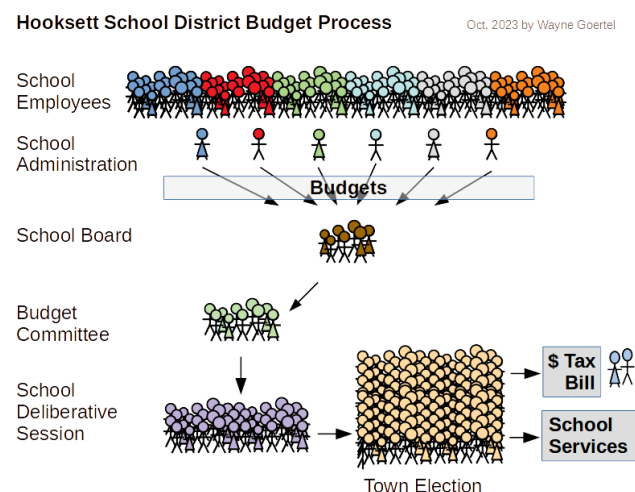 Hooksett School District Budget Process
Oct, 2023 by Wayne Goertel
School
Employees
School
Administration
Budgets
School Board
Budget
Committee
School
Deliberative
Session
$ Tax
Bill
School
Services
Town Election